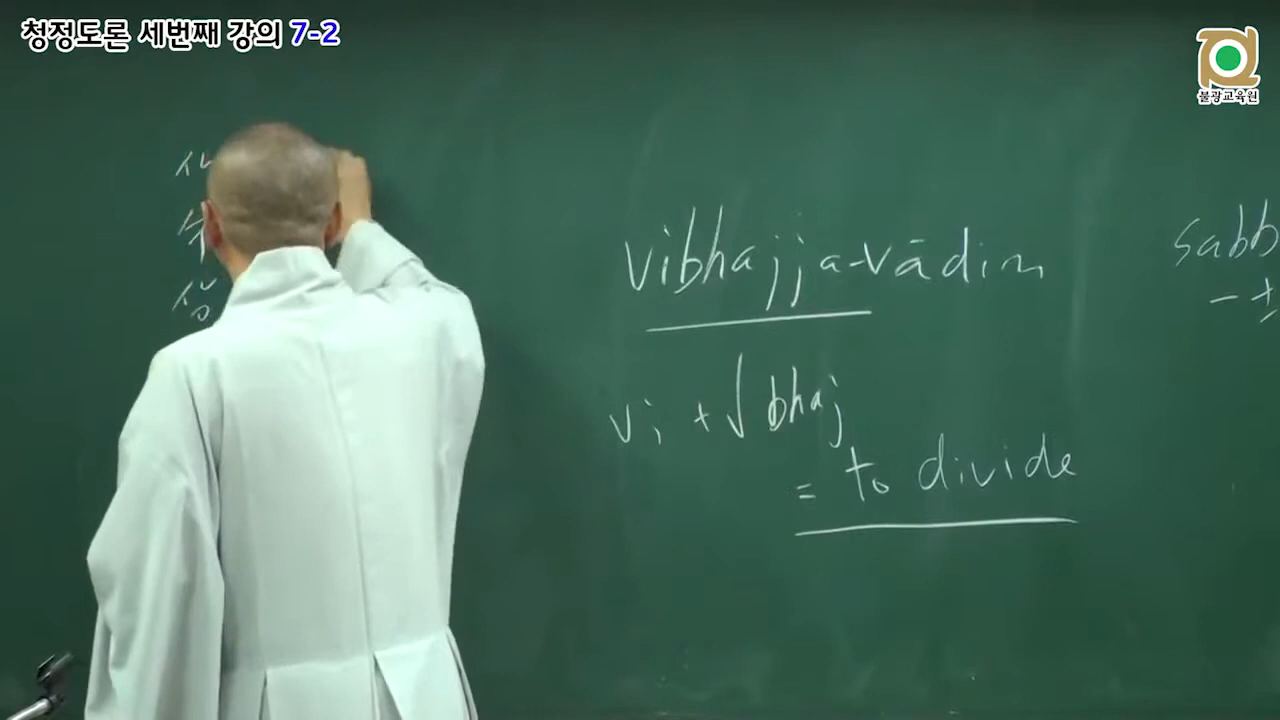 청정도론 세번째 강의 7-2
불광교육원
vibhajja-vādin
vi + √bhaj
= to divide
sabb